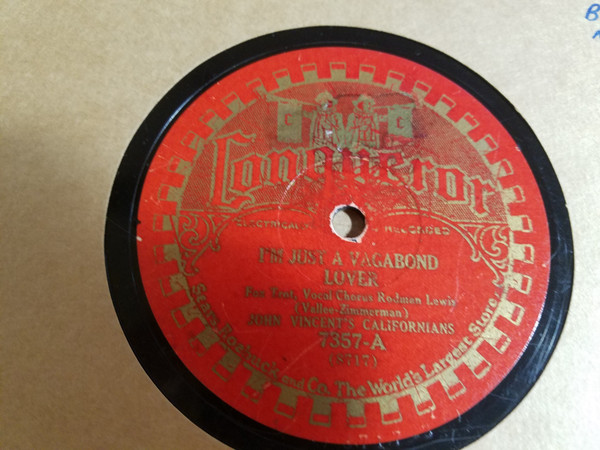 B
Conqueror
ELECTRICALLY RECORDED
I'M JUST A VAGABOND
LOVER
Fox Trot, Vocal Chorus Rodmen Lewis
(Vallee-Zimmerman)
JOHN VINCENT'S CALIFORNIANS
7357-A
(8717)
Sears, Roebuck and Co. The World's Largest Store.